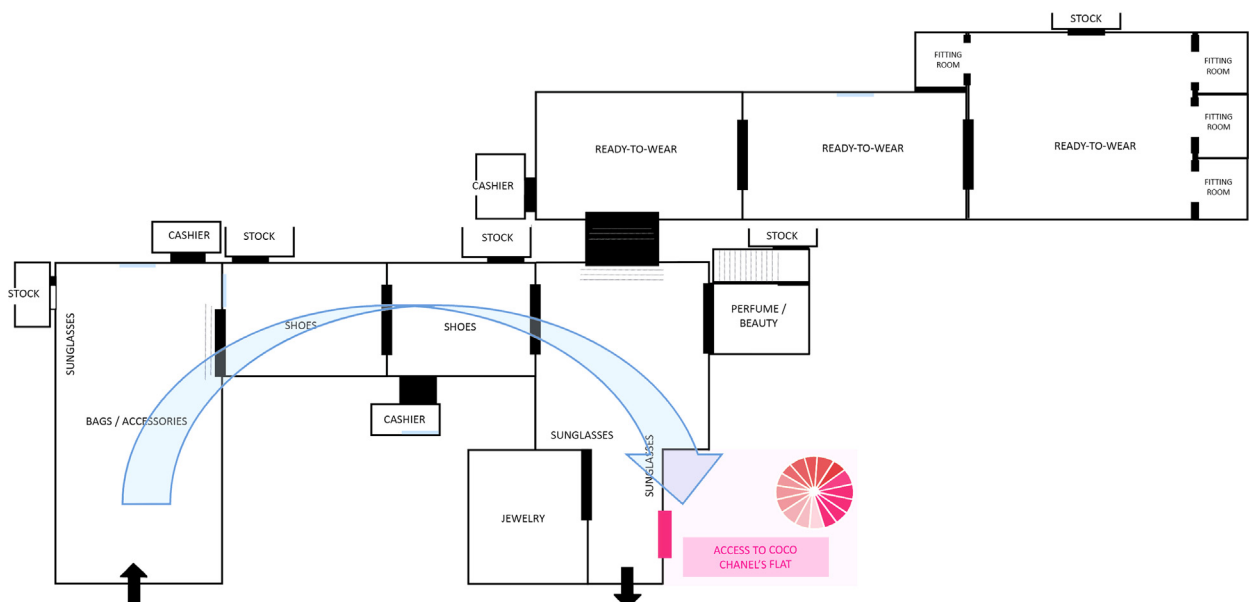 STOCK
FITTING
ROOM
FITTING
ROOM
READY-TO-WEAR
READY-TO-WEAR
READY-TO-WEAR
FITTING
ROOM
CASHIER
FITTING
ROOM
CASHIER
STOCK
STOCK
STOCK
STOCK
SUNGLASSES
SHOES
SHOES
PERFUME /
BEAUTY
BAGS / ACCESSORIES
CASHIER
SUNGLASSES
SUNGLASSES
JEWELRY
ACCESS TO COCO
CHANEL'S FLAT